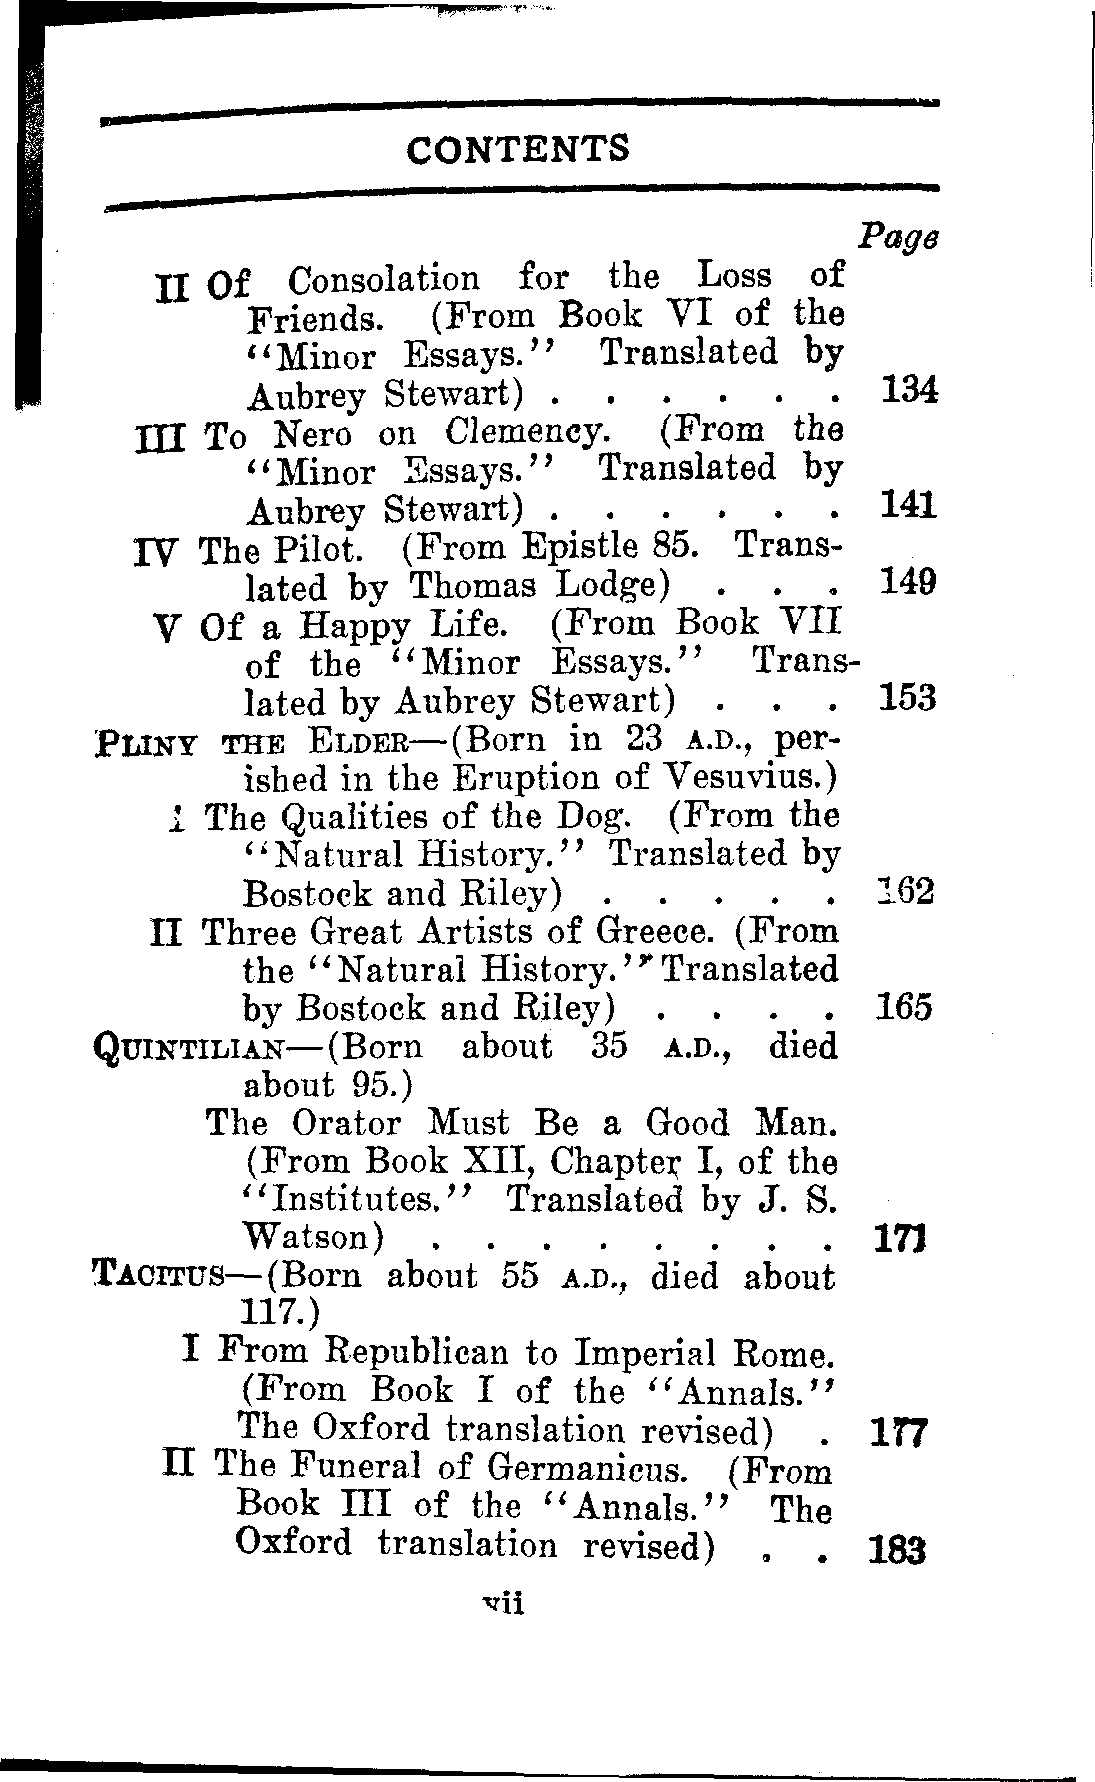 CONTENTS
Page
II Of Consolation for the Loss of
Friends. (From Book VI of the
"Minor Essays." Translated by
Aubrey Stewart) . . . . . . 134
III To Nero on Clemency. (From the
"Minor Essays." Translated by
Aubrey Stewart) . . . . . . 141
IV The Pilot. (From Epistle 85. Trans-
lated by Thomas Lodge) . . . 149
V Of a Happy Life. (From Book VII
of the "Minor Essays." Trans-
lated by Aubrey Stewart) . . . 153
PLINY THE ELDER—(Born in 23 A.D., per-
ished in the Eruption of Vesuvius.)
I The Qualities of the Dog. (From the
"Natural History." Translated by
Bostock and Riley) . . . . . 162
II Three Great Artists of Greece. (From
the "Natural History." Translated
by Bostock and Riley) . . . . 165
QUINTILIAN—(Born about 35 A.D., died
about 95.)
The Orator Must Be a Good Man.
(From Book XII, Chapter I, of the
"Institutes." Translated by J. S.
Watson) . . . . . . . . 171
TACITUS—(Born about 55 A.D., died about
117.)
I From Republican to Imperial Rome.
(From Book I of the "Annals."
The Oxford translation revised) . 177
II The Funeral of Germanicus. (From
Book III of the "Annals." The
Oxford translation revised) . . 183
vii